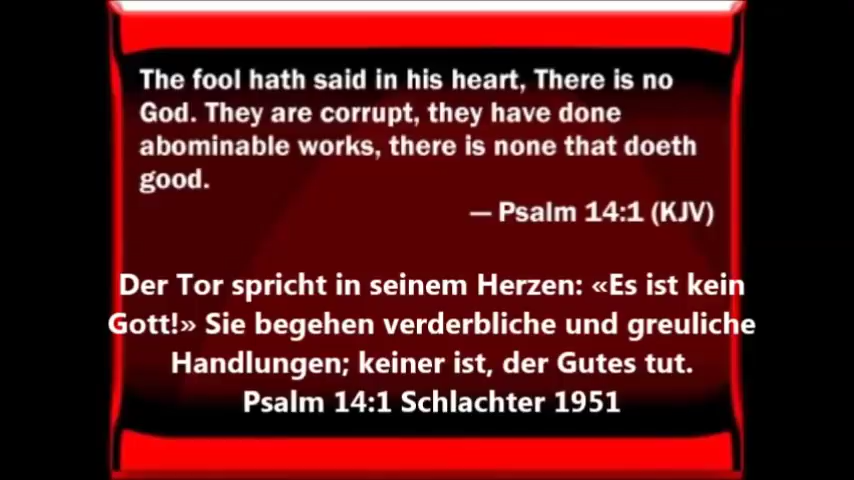 The fool hath said in his heart, There is no
God. They are corrupt, they have done
abominable works, there is none that doeth
good.
— Psalm 14:1 (KJV)
Der Tor spricht in seinem Herzen: «Es ist kein
Gott!» Sie begehen verderbliche und greuliche
Handlungen; keiner ist, der Gutes tut.
Psalm 14:1 Schlachter 1951